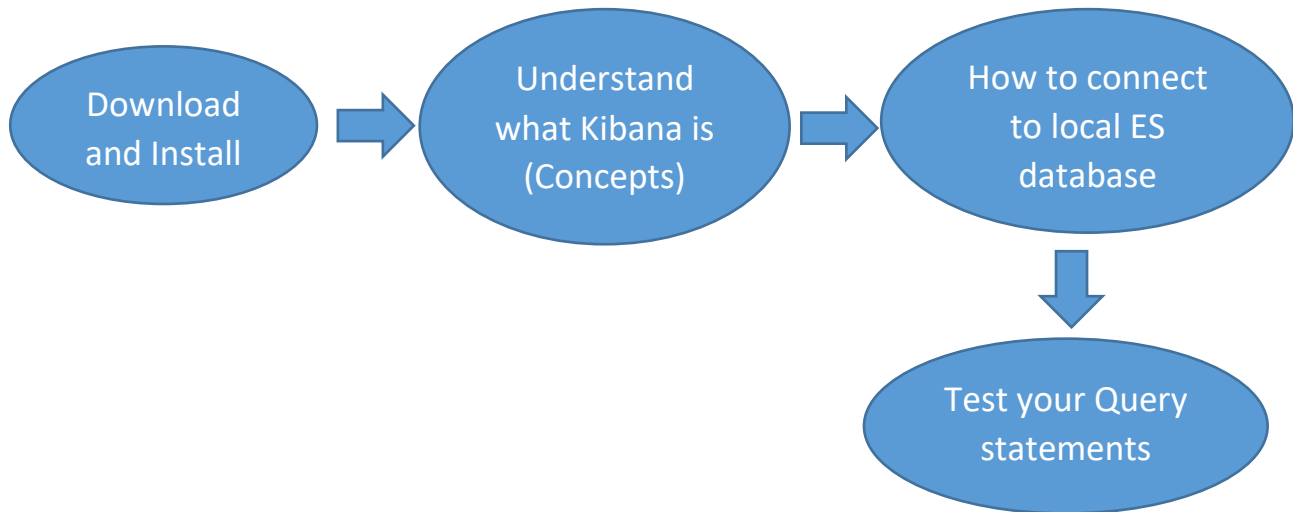 Download
and Install
Understand
what Kibana is
(Concepts)
How to connect
to local ES
database
Test your Query
statements